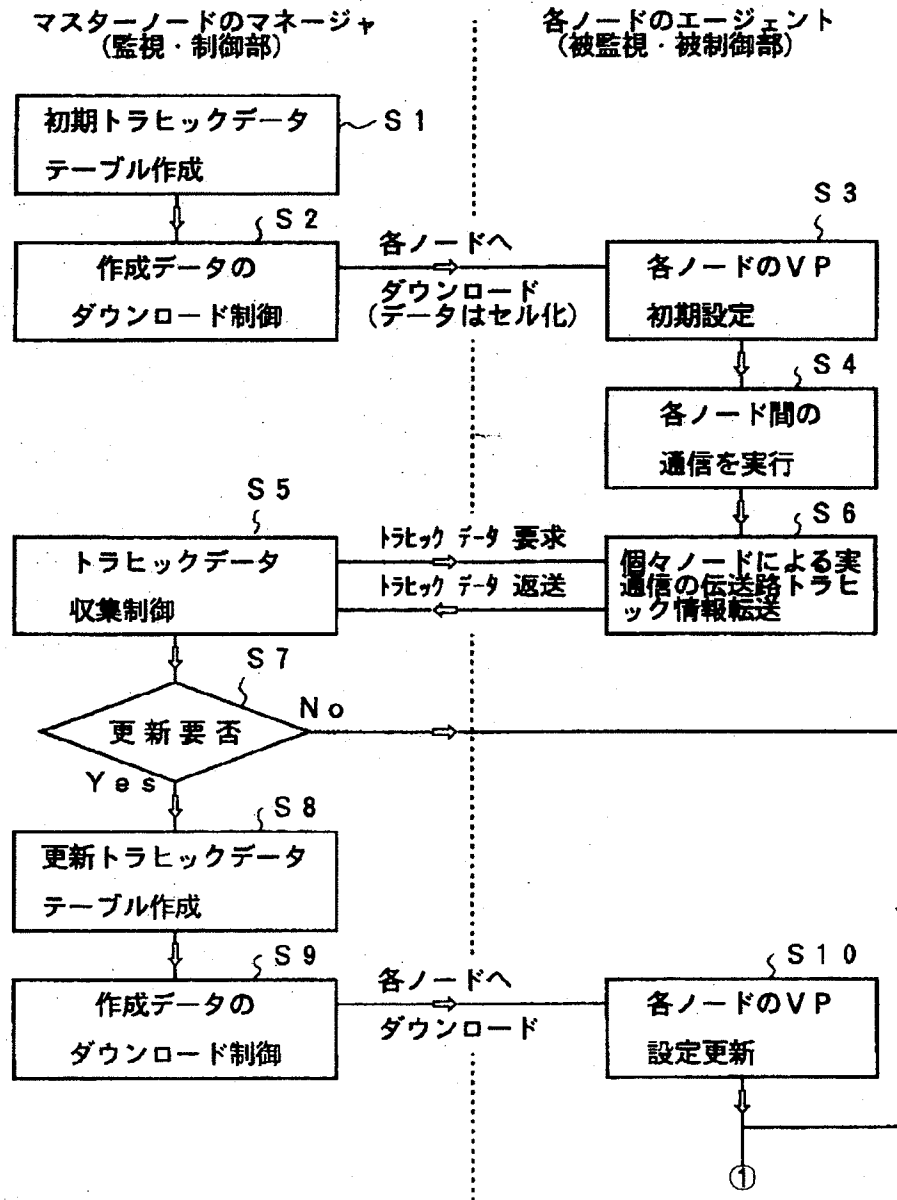 マスターノードのマネージャ
(監視・制御部)
各ノードのエージェント
(被監視・被制御部)
初期トラヒックデータ
テーブル作成
S1
S2
作成データの
ダウンロード制御
各ノードへ
ダウンロード
(データはセル化)
S3
各ノードのVP
初期設定
S4
各ノード間の
通信を実行
S5
トラヒックデータ
収集制御
トラヒック データ 要求
トラヒック データ 返送
S6
個々ノードによる実
通信の伝送路トラヒ
ック情報転送
S7
更新要否
No
Yes
S8
更新トラヒックデータ
テーブル作成
S9
作成データの
ダウンロード制御
各ノードへ
ダウンロード
S10
各ノードのVP
設定更新
①